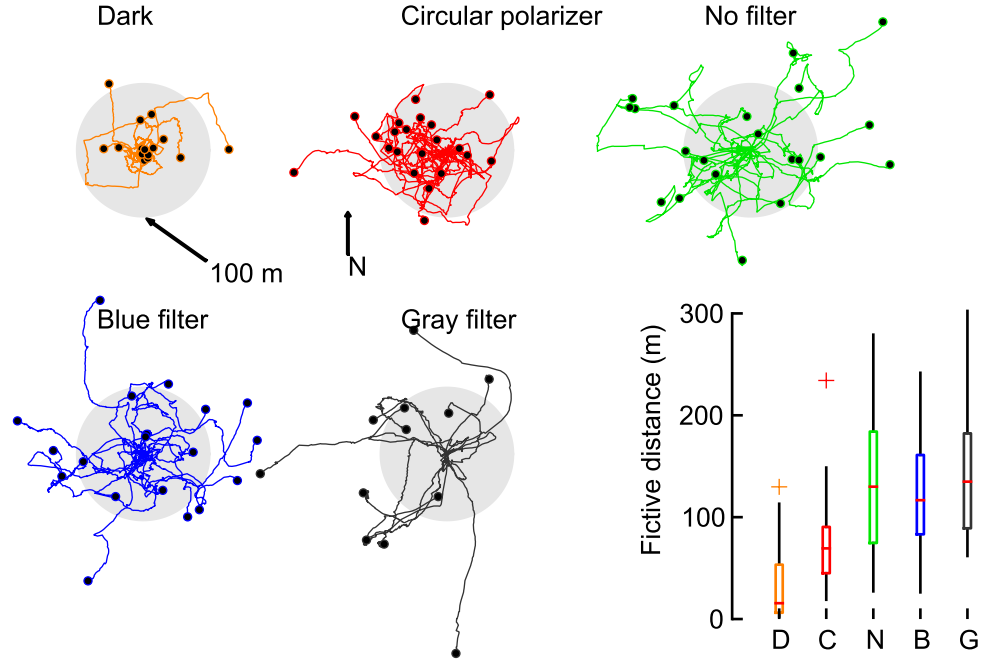 Dark
Circular polarizer
No filter
100 m
N
Blue filter
Gray filter
Fictive distance (m)
300
200
100
0
D C N B G